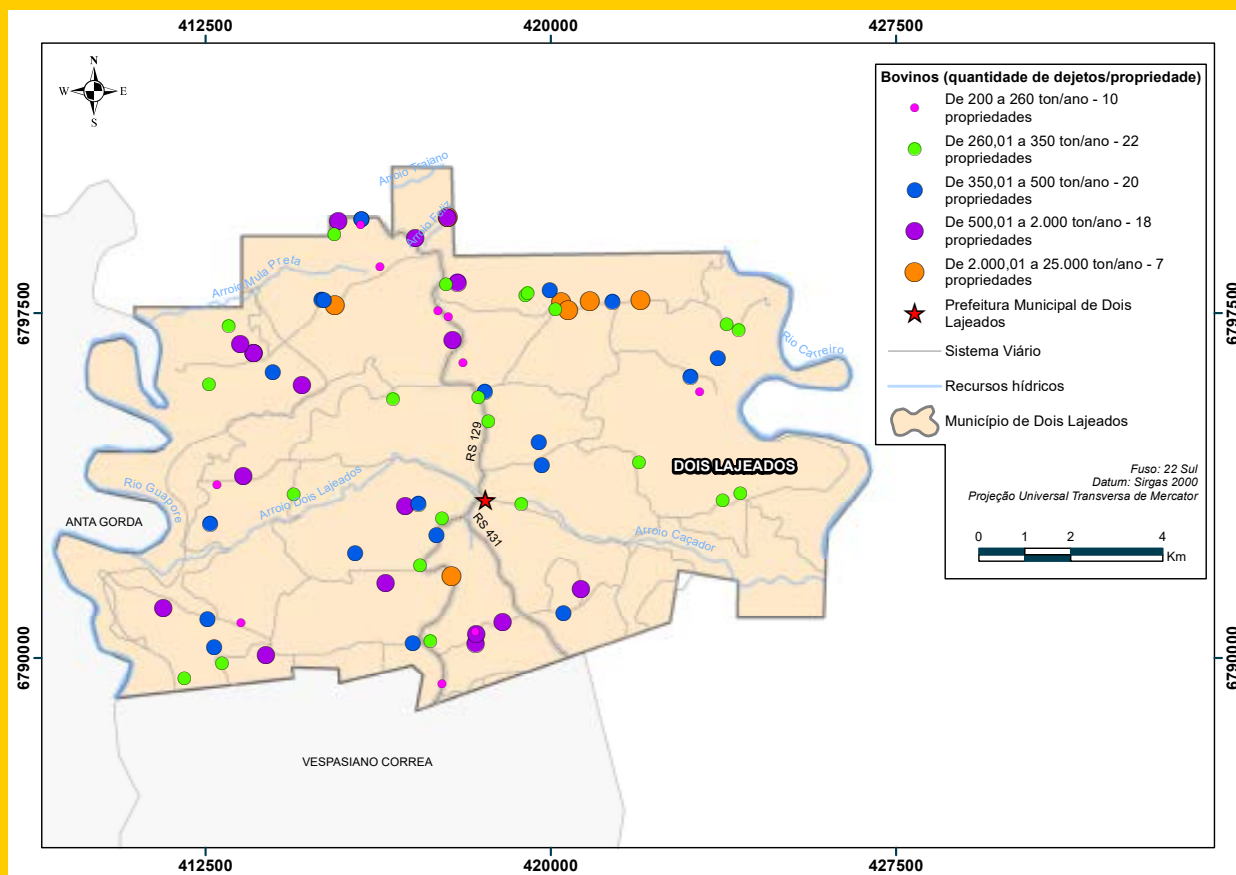 412500
420000
427500
N
W
E
S
Bovinos (quantidade de dejetos/propriedade)
De 200 a 260 ton/ano - 10
propriedades
De 260,01 a 350 ton/ano - 22
propriedades
De 350,01 a 500 ton/ano - 20
propriedades
De 500,01 a 2.000 ton/ano - 18
propriedades
De 2.000,01 a 25.000 ton/ano - 7
propriedades
Prefeitura Municipal de Dois
Lajeados
Sistema Viário
Recursos hídricos
Município de Dois Lajeados
Fuso: 22 Sul
Datum: Sirgas 2000
Projeção Universal Transversa de Mercator
0 1 2 4
Km
Arroio Trajano
Arroio Feliz
Arroio Mula Preta
6797500
6797500
Rio Carreiro
RS 129
DOIS LAJEADOS
Rio Guaporé
Arroio Dois Lajeados
ANTA GORDA
RS 431
Arroio Caçador
6790000
6790000
VESPASIANO CORREA
412500
420000
427500